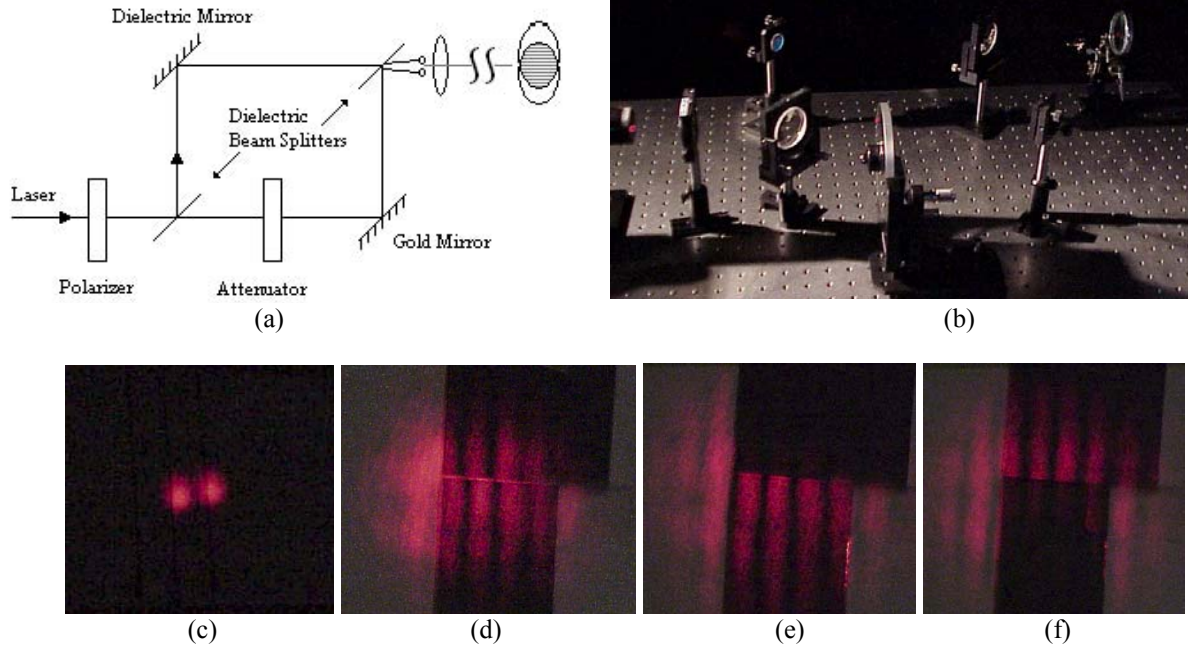 Dielectric Mirror
Dielectric
Beam Splitters
Laser
Gold Mirror
Polarizer
Attenuator
(a)
(b)
(c)
(d)
(e)
(f)